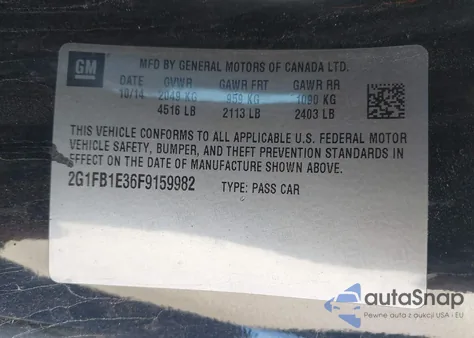 GM
MFD BY GENERAL MOTORS OF CANADA LTD.
DATE GVWR GAWR FRT GAWR RR
10/14 2049 KG 959 KG 1090 KG
4516 LB 2113 LB 2403 LB
THIS VEHICLE CONFORMS TO ALL APPLICABLE U.S. FEDERAL MOTOR
VEHICLE SAFETY, BUMPER, AND THEFT PREVENTION STANDARDS IN
EFFECT ON THE DATE OF MANUFACTURE SHOWN ABOVE.
2G1FB1E36F9159982 TYPE: PASS CAR
autoSnap
Pewne auta z aukcji USA i EU